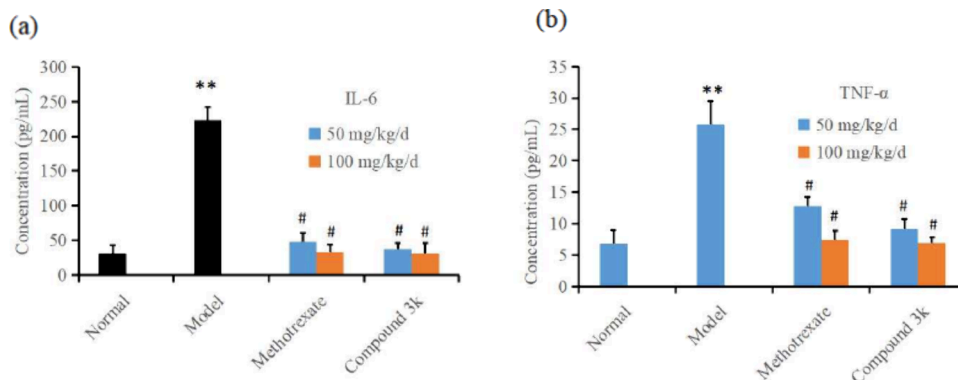 (a)
Concentration (pg/mL)
300
250
200
150
100
50
0
**
IL-6
50 mg/kg/d
100 mg/kg/d
# # # #
Normal
Model
Methotrexate
Compound 3k
(b)
Concentration (pg/mL)
35
30
25
20
15
10
5
0
**
TNF-α
50 mg/kg/d
100 mg/kg/d
# # # #
Normal
Model
Methotrexate
Compound 3k